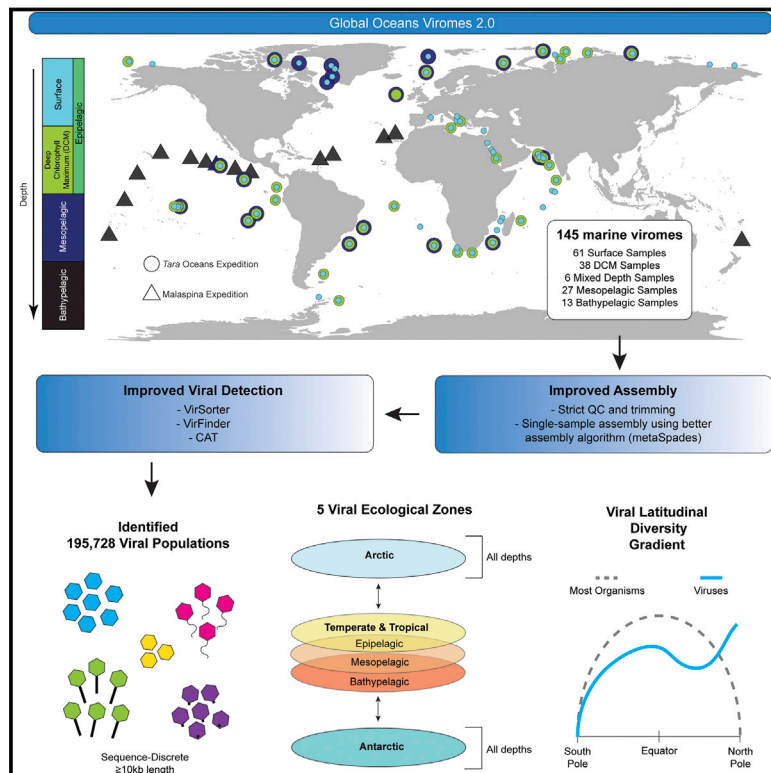 Global Oceans Viromes 2.0
Depth
Surface
Deep
Chlorophyll
Maximum (DCM)
Epipelagic
Mesopelagic
Bathypelagic
Tara Oceans Expedition
Malaspina Expedition
145 marine viromes
61 Surface Samples
38 DCM Samples
6 Mixed Depth Samples
27 Mesopelagic Samples
13 Bathypelagic Samples
Improved Viral Detection
- VirSorter
- VirFinder
- CAT
Improved Assembly
- Strict QC and trimming
- Single-sample assembly using better
assembly algorithm (metaSpades)
Identified
195,728 Viral Populations
Sequence-Discrete
≥10kb length
5 Viral Ecological Zones
Arctic
All depths
Temperate & Tropical
Epipelagic
Mesopelagic
Bathypelagic
Antarctic
All depths
Viral Latitudinal
Diversity
Gradient
Most Organisms
Viruses
South
Pole
Equator
North
Pole